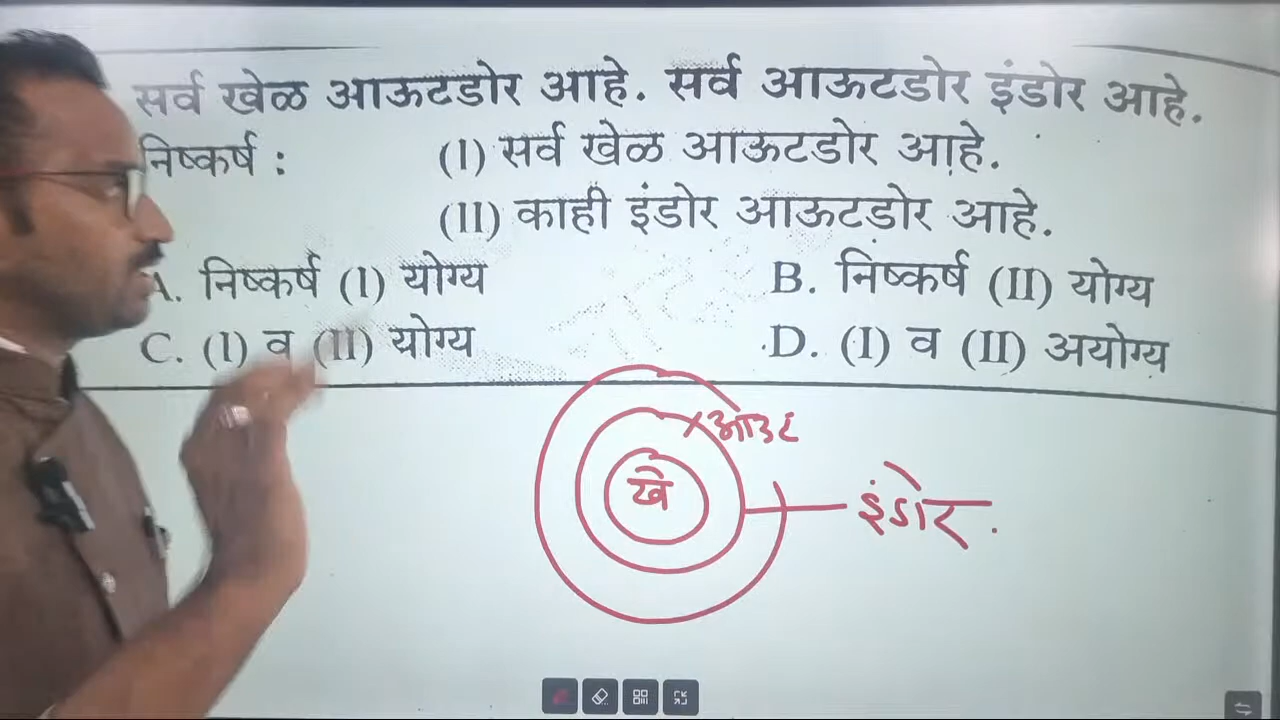 सर्व खेळ आऊटडोर आहे. सर्व आऊटडोर इंडोर आहे.
निष्कर्ष : (I) सर्व खेळ आऊटडोर आहे.
(II) काही इंडोर आऊटडोर आहे.
A. निष्कर्ष (I) योग्य B. निष्कर्ष (II) योग्य
C. (I) व (II) योग्य D. (I) व (II) अयोग्य
आउट
खे
इंडोर.